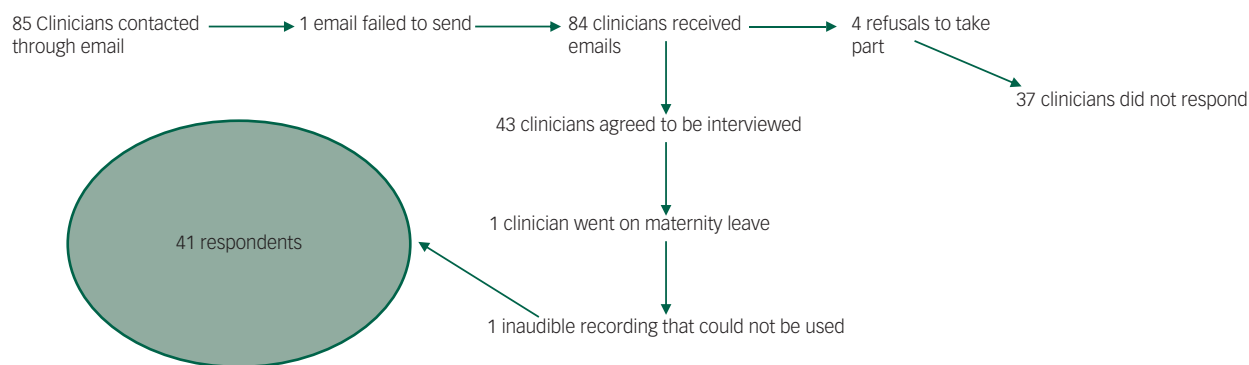 85 Clinicians contacted
through email
1 email failed to send
84 clinicians received
emails
4 refusals to take
part
37 clinicians did not respond
43 clinicians agreed to be interviewed
1 clinician went on maternity leave
1 inaudible recording that could not be used
41 respondents